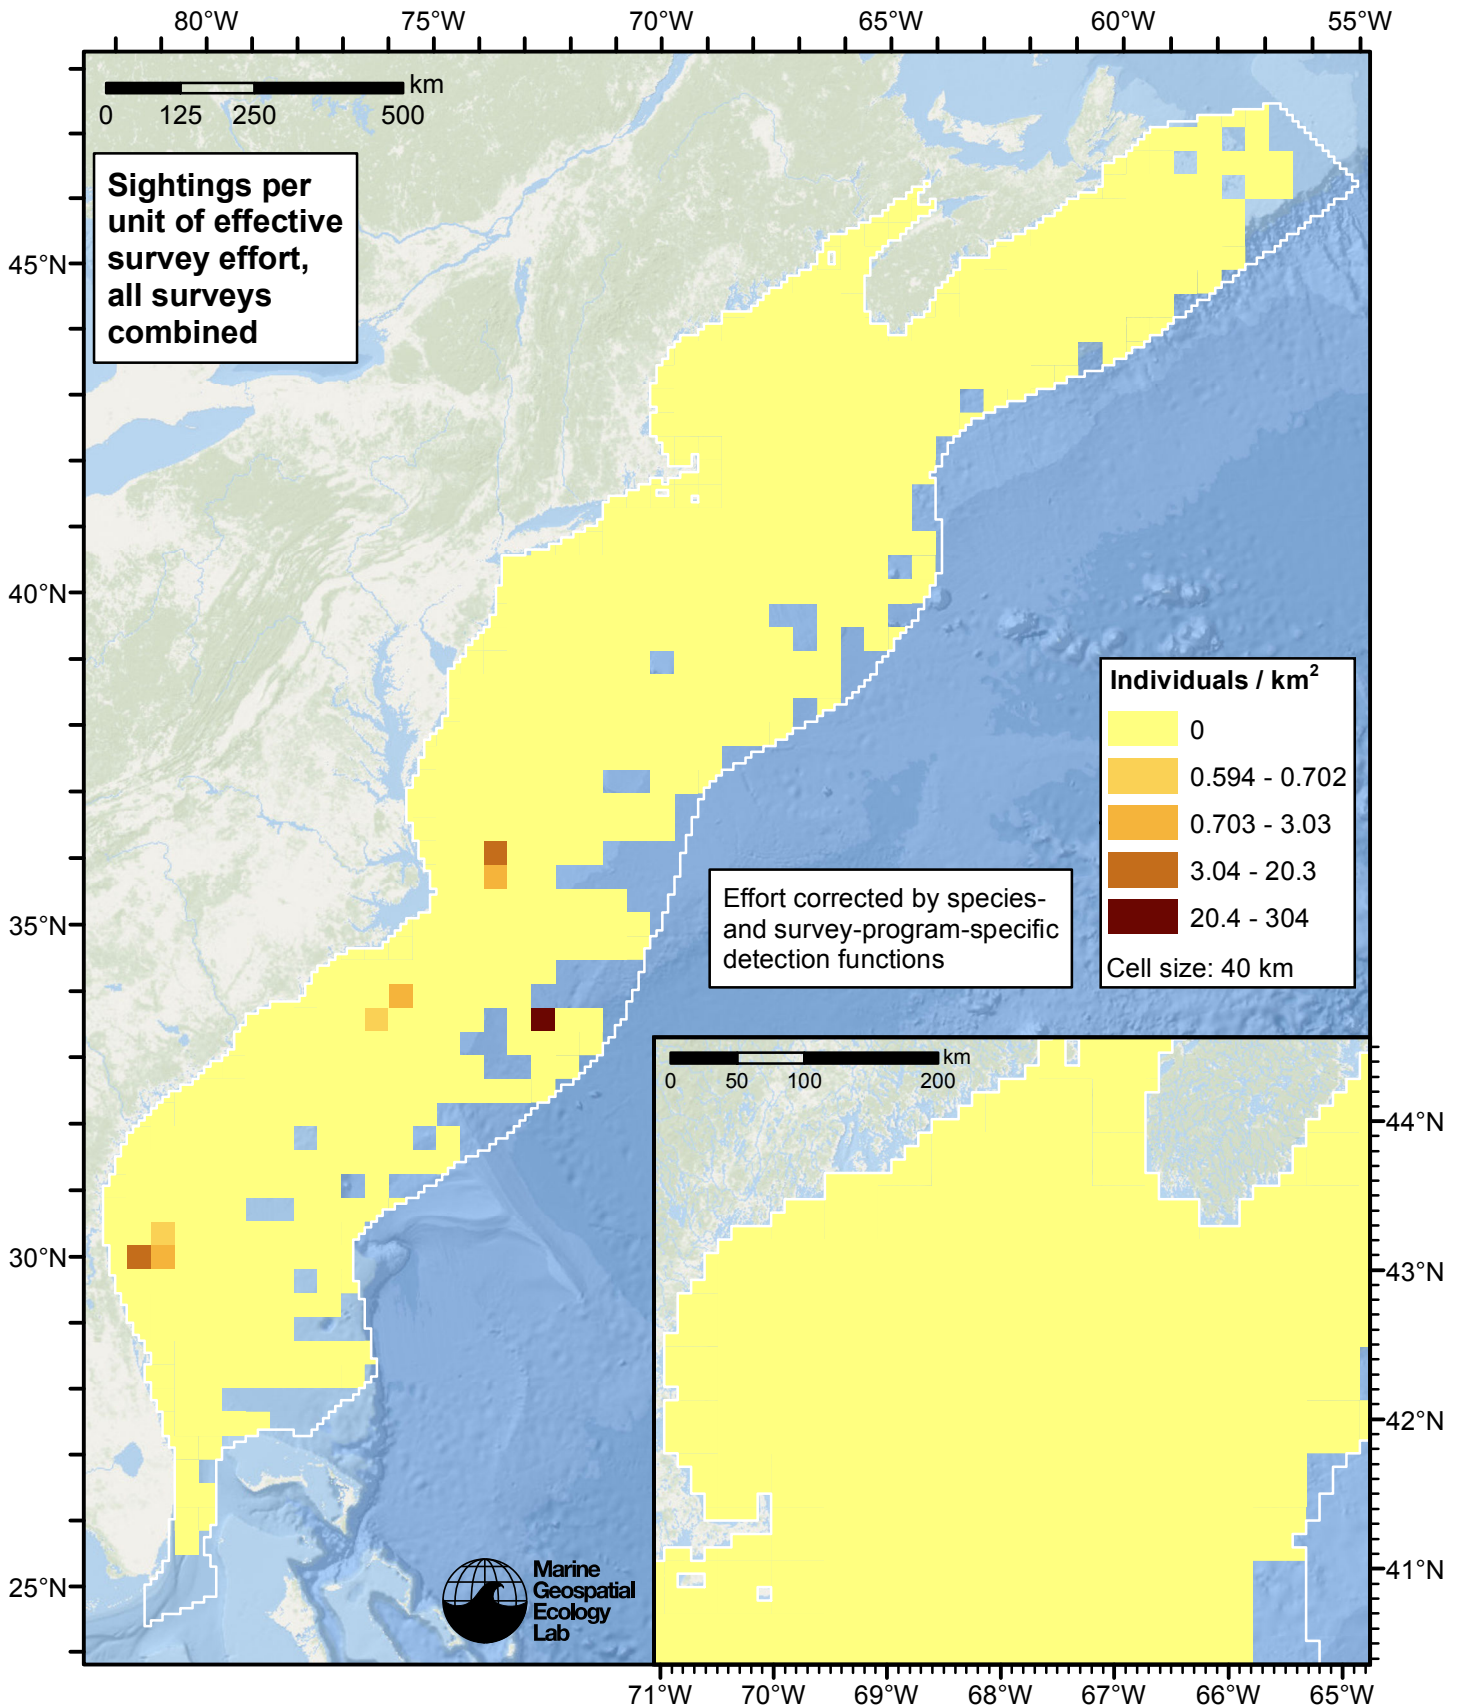 80°W 75°W 70°W 65°W 60°W 55°W
km
0 125 250 500
Sightings per
unit of effective
survey effort,
all surveys
combined
45°N
40°N
35°N
30°N
25°N
Individuals / km²
0
0.594 - 0.702
0.703 - 3.03
3.04 - 20.3
20.4 - 304
Cell size: 40 km
Effort corrected by species-
and survey-program-specific
detection functions
km
0 50 100 200
44°N
43°N
42°N
41°N
Marine
Geospatial
Ecology
Lab
71°W 70°W 69°W 68°W 67°W 66°W 65°W